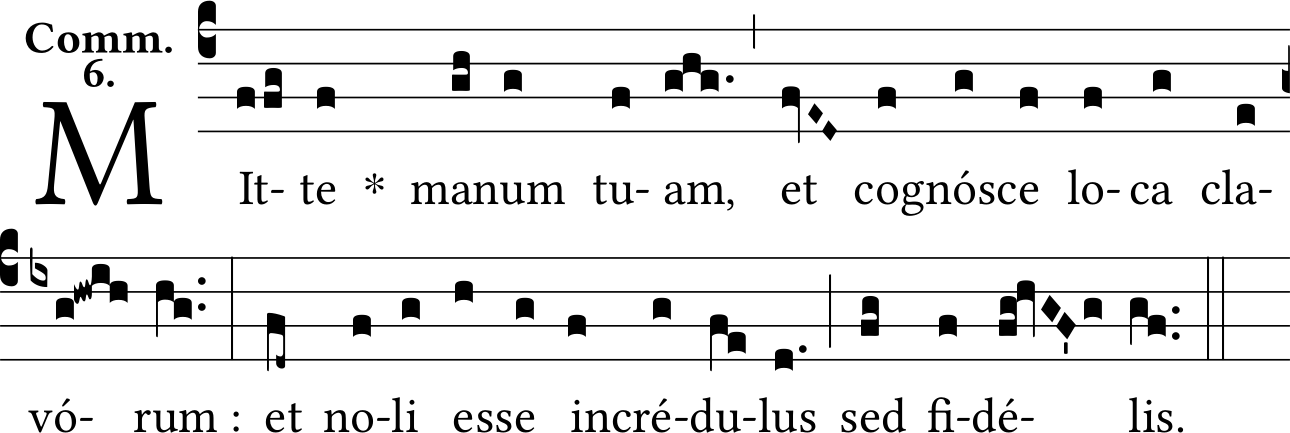 Comm.
6.
MIt- te * manum tu- am, et cognósce lo- ca cla-
vó- rum : et no-li esse incré-du-lus sed fi-dé- lis.